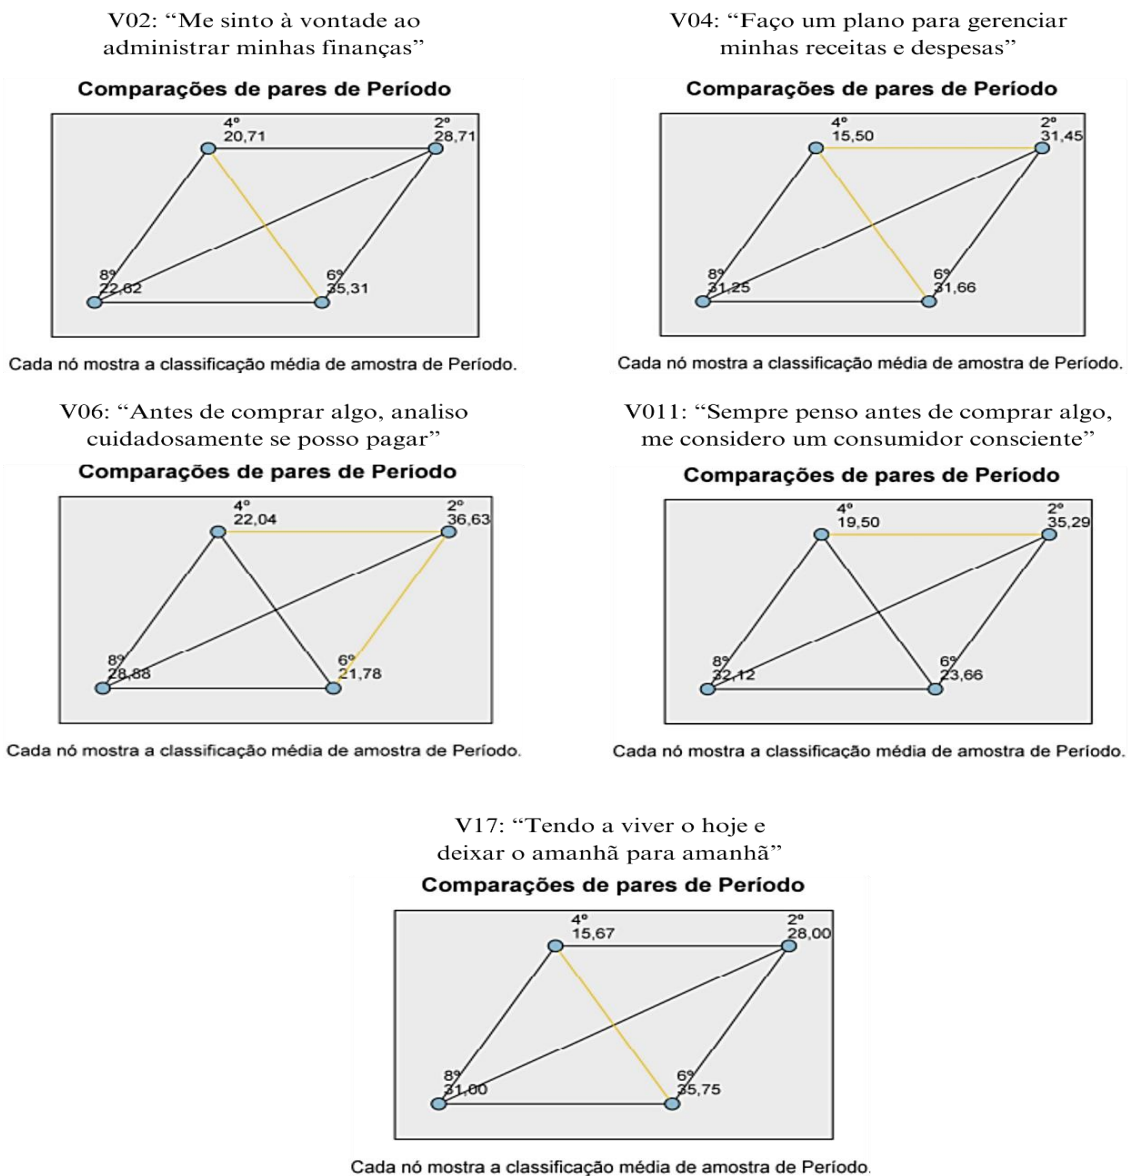 V02: “Me sinto à vontade ao
administrar minhas finanças”
Comparações de pares de Período
4º
20,71
2º
28,71
8º
22,62
6º
35,31
Cada nó mostra a classificação média de amostra de Período.
V04: “Faço um plano para gerenciar
minhas receitas e despesas”
Comparações de pares de Período
4º
15,50
2º
31,45
8º
31,25
6º
31,66
Cada nó mostra a classificação média de amostra de Período.
V06: “Antes de comprar algo, analiso
cuidadosamente se posso pagar”
Comparações de pares de Período
4º
22,04
2º
36,63
8º
28,88
6º
21,78
Cada nó mostra a classificação média de amostra de Período.
V011: “Sempre penso antes de comprar algo,
me considero um consumidor consciente”
Comparações de pares de Período
4º
19,50
2º
35,29
8º
32,12
6º
23,66
Cada nó mostra a classificação média de amostra de Período.
V17: “Tendo a viver o hoje e
deixar o amanhã para amanhã”
Comparações de pares de Período
4º
15,67
2º
28,00
8º
31,00
6º
35,75
Cada nó mostra a classificação média de amostra de Período.